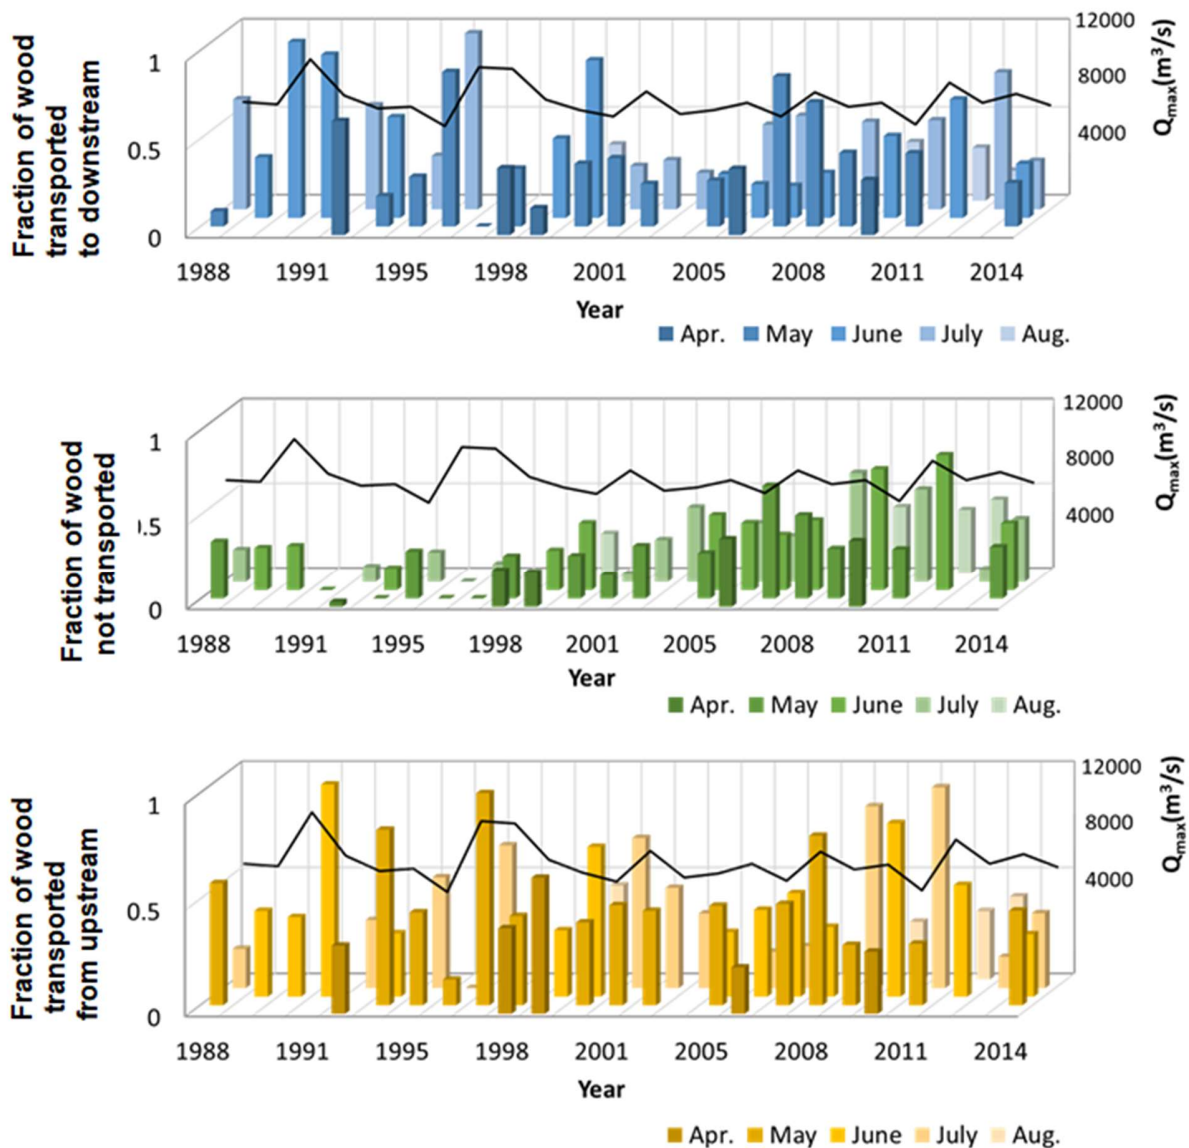 Fraction of wood
transported
to downstream
1
0.5
0
12000
8000
4000
Qmax(m³/s)
1988 1991 1995 1998 2001 2005 2008 2011 2014
Year
Apr. May June July Aug.
Fraction of wood
not transported
1
).5
0
12000
8000
4000
Qmax(m³/s)
1988 1991 1995 1998 2001 2005 2008 2011 2014
Year
Apr. May June July Aug.
Fraction of wood
transported
from upstream
1
0.5
0
12000
8000
4000
Qmax(m³/s)
1988 1991 1995 1998 2001 2005 2008 2011 2014
Year
Apr. May June July Aug.